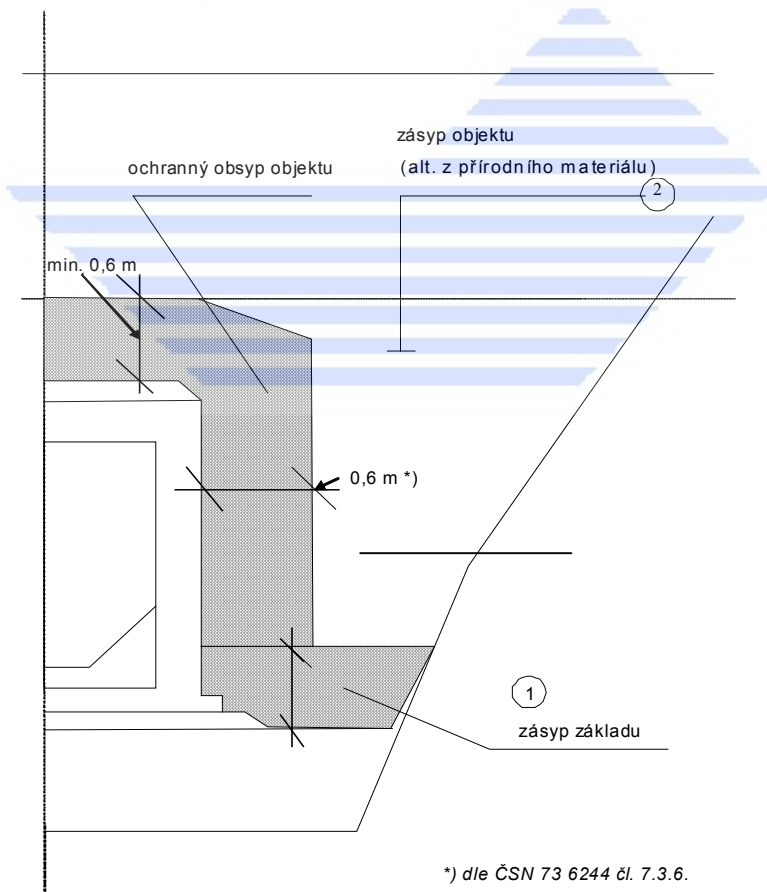 zásyp objektu
ochranný obsyp objektu
(alt. z přírodního materiálu)
2
min. 0,6 m
0,6 m *)
1
zásyp základu
*) dle ČSN 73 6244 čl. 7.3.6.